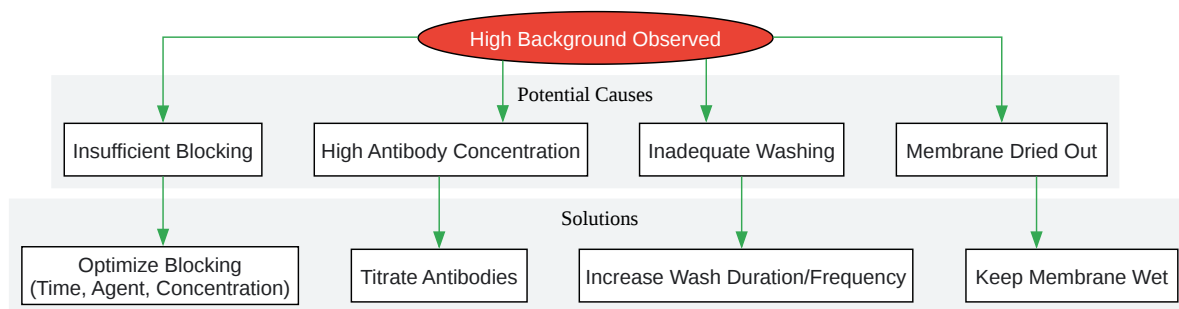 High Background Observed
Potential Causes
Insufficient Blocking
High Antibody Concentration
Inadequate Washing
Membrane Dried Out
Solutions
Optimize Blocking
(Time, Agent, Concentration)
Titrate Antibodies
Increase Wash Duration/Frequency
Keep Membrane Wet